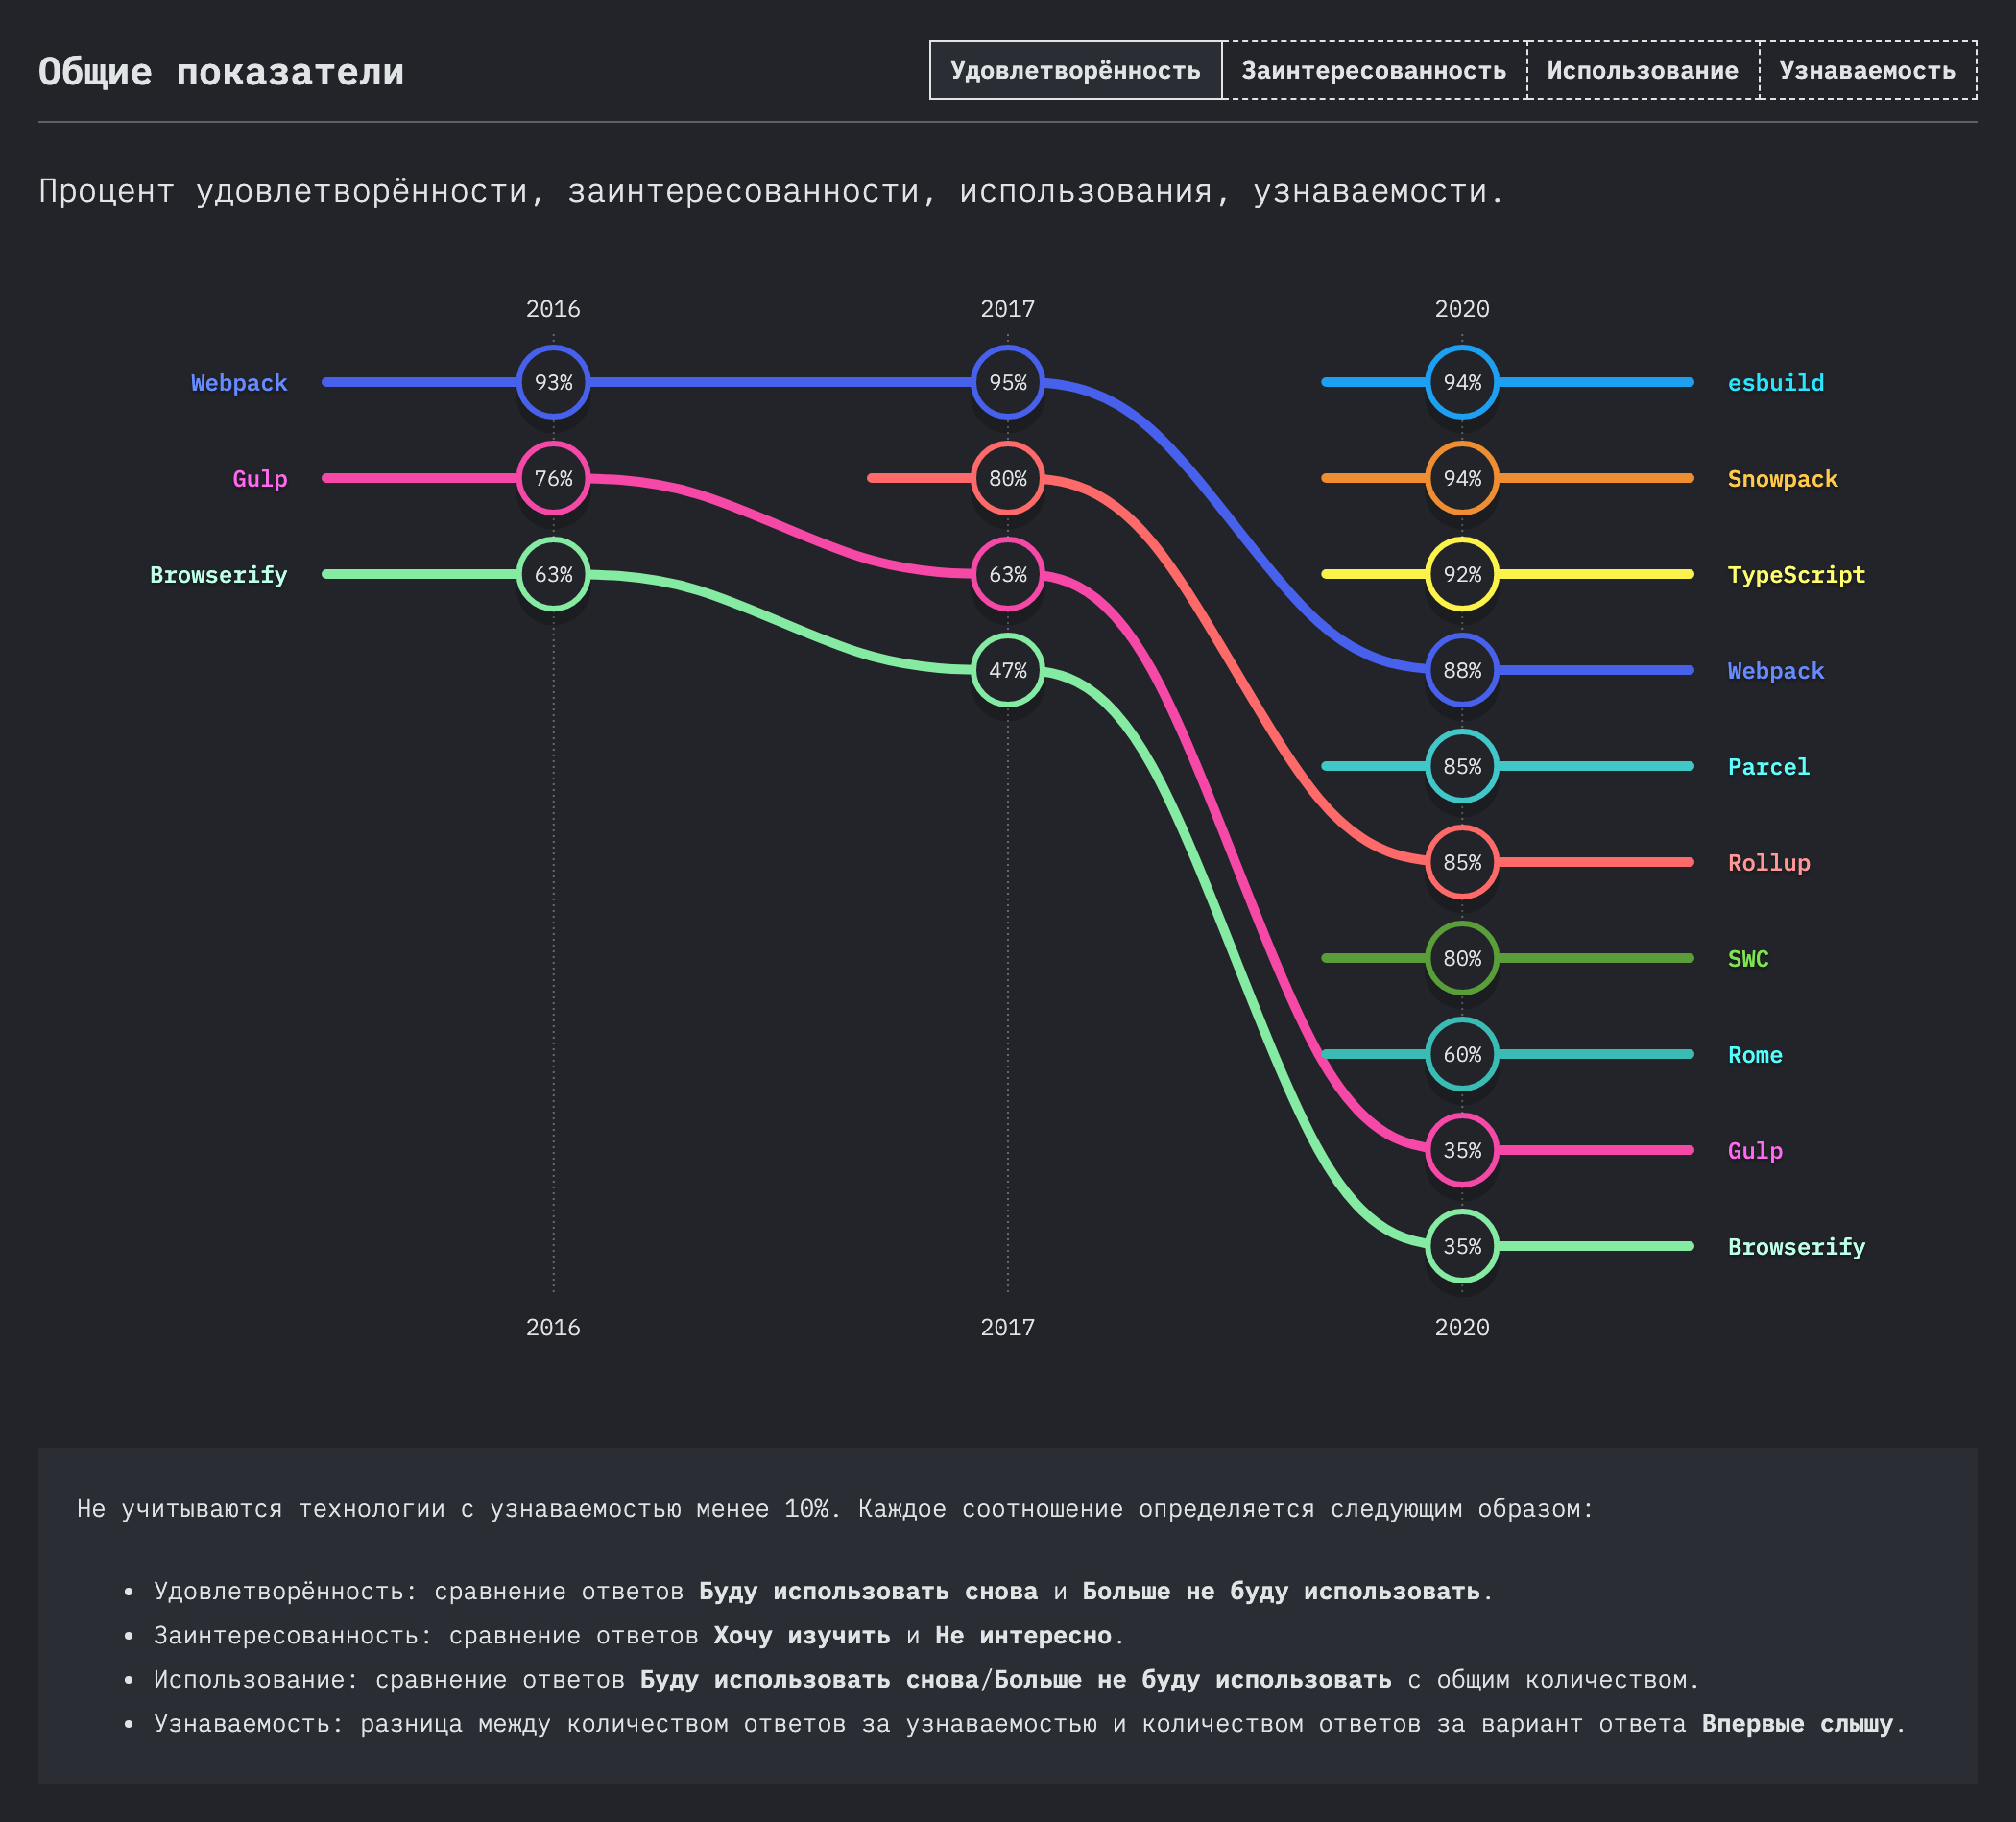 Общие показатели
Удовлетворённость Заинтересованность Использование Узнаваемость
Процент удовлетворённости, заинтересованности, использования, узнаваемости.
2016 2017 2020
Webpack 93% 95% 94% esbuild
Gulp 76% 80% 94% Snowpack
Browserify 63% 63% 92% TypeScript
47% 88% Webpack
85% Parcel
85% Rollup
80% SWC
60% Rome
35% Gulp
35% Browserify
2016 2017 2020
Не учитываются технологии с узнаваемостью менее 10%. Каждое соотношение определяется следующим образом:
• Удовлетворённость: сравнение ответов Буду использовать снова и Больше не буду использовать.
• Заинтересованность: сравнение ответов Хочу изучить и Не интересно.
• Использование: сравнение ответов Буду использовать снова/Больше не буду использовать с общим количеством.
• Узнаваемость: разница между количеством ответов за узнаваемостью и количеством ответов за вариант ответа Впервые слышу.